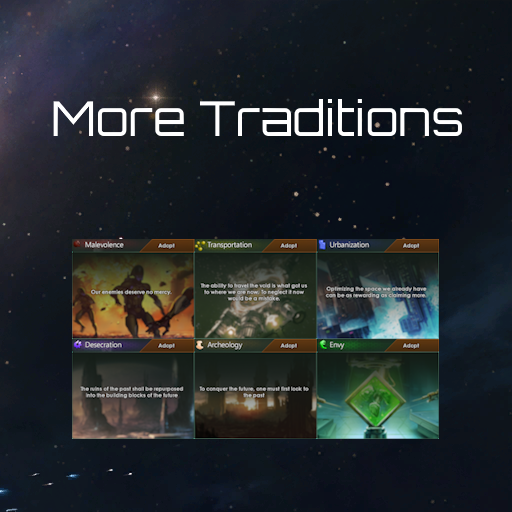 More Traditions
Malevolence Adopt
Our enemies deserve no mercy.
Transportation Adopt
The ability to travel the void is what got us
to where we are now. To neglect it now
would be a mistake.
Urbanization Adopt
Optimizing the space we already have
can be as rewarding as claiming more.
Desecration Adopt
The ruins of the past shall be repurposed
into the building blocks of the future
Archeology Adopt
To conquer the future, one must first look to
the past
Envy Adopt